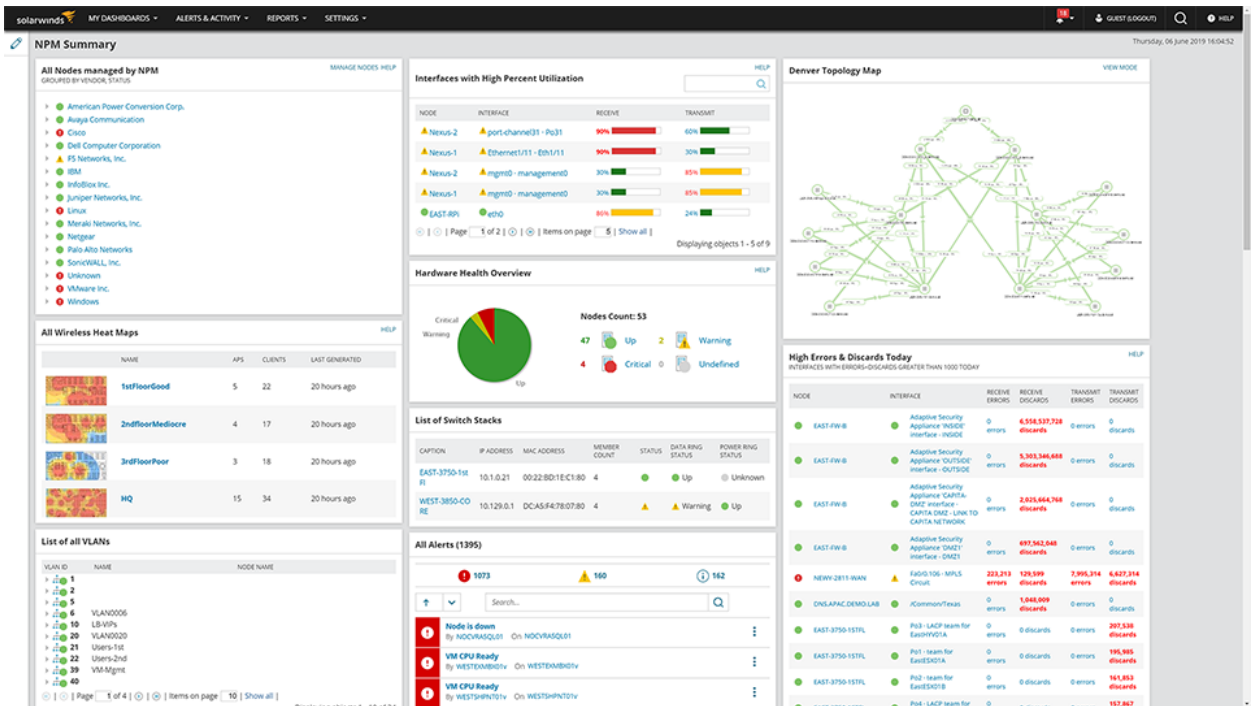 solarwinds MY DASHBOARDS ALERTS & ACTIVITY REPORTS SETTINGS 18 GUEST (LOGOUT) HELP
NPM Summary
Thursday, 06 June 2019 16:04:52
All Nodes managed by NPM
MANAGE NODES HELP
GROUPED BY VENDOR, STATUS
American Power Conversion Corp.
Avaya Communication
Cisco
Dell Computer Corporation
F5 Networks, Inc.
IBM
InfoBlox Inc.
Juniper Networks, Inc.
Linux
Meraki Networks, Inc.
Netgear
Palo Alto Networks
SonicWALL, Inc.
Unknown
VMware Inc.
Windows
All Wireless Heat Maps
HELP
NAME APS CLIENTS LAST GENERATED
1stFloorGood 5 22 20 hours ago
2ndfloorMediocre 4 17 20 hours ago
3rdFloorPoor 3 18 20 hours ago
HQ 15 34 20 hours ago
List of all VLANs
VLAN ID NAME NODE NAME
1
2
5
6 VLAN0006
10 LB-VIPs
20 VLAN0020
21 Users-1st
22 Users-2nd
39 VM-Mgmt
40
Page 1 of 4 | Items on page 10 | Show all |
Interfaces with High Percent Utilization
HELP
NODE INTERFACE RECEIVE TRANSMIT
Nexus-2 port-channel31 - Po31 90% 60%
Nexus-1 Ethernet1/11 - Eth1/11 90% 30%
Nexus-2 mgmt0 - management0 30% 85%
Nexus-1 mgmt0 - management0 30% 85%
EAST-RPi eth0 86% 24%
| Page 1 of 2 | Items on page 5 | Show all |
Displaying objects 1 - 5 of 9
Hardware Health Overview
HELP
Critical
Warning
Up
Nodes Count: 53
47 Up 2 Warning
4 Critical 0 Undefined
List of Switch Stacks
CAPTION IP ADDRESS MAC ADDRESS MEMBER COUNT STATUS DATA RING STATUS POWER RING STATUS
EAST-3750-1st Fl 10.1.0.21 00:22:BD:1E:C1:80 4 Up Unknown
WEST-3850-CO RE 10.129.0.1 DC:A5:F4:78:07:80 4 Warning Up
All Alerts (1395)
1073 160 162
Search...
Node is down
By NOCVRASQL01 On NOCVRASQL01
VM CPU Ready
By WESTEXMBX01v On WESTEXMBX01v
VM CPU Ready
By WESTSHPNT01v On WESTSHPNT01v
Denver Topology Map
VIEW MODE
High Errors & Discards Today
HELP
INTERFACES WITH ERRORS+DISCARDS GREATER THAN 1000 TODAY
NODE INTERFACE RECEIVE ERRORS RECEIVE DISCARDS TRANSMIT ERRORS TRANSMIT DISCARDS
EAST-FW-B Adaptive Security Appliance 'INSIDE' interface - INSIDE 0 errors 6,558,537,728 discards 0 errors 0 discards
EAST-FW-B Adaptive Security Appliance 'OUTSIDE' interface - OUTSIDE 0 errors 5,303,346,688 discards 0 errors 0 discards
EAST-FW-B Adaptive Security Appliance 'CAPITA-DMZ' interface - CAPITA DMZ - LINK TO CAPITA NETWORK 0 errors 2,025,664,768 discards 0 errors 0 discards
EAST-FW-B Adaptive Security Appliance 'DMZ1' interface - DMZ1 0 errors 697,562,048 discards 0 errors 0 discards
NEWY-2811-WAN Fa0/0.106 - MPLS Circuit 223,213 errors 129,599 discards 7,995,314 errors 6,627,314 discards
DNS.APAC.DEMO.LAB /Common/Texas 0 errors 1,048,009 discards 0 errors 0 discards
EAST-3750-1STFL Po3 - LACP team for EastHYV01A 0 errors 0 discards 0 errors 207,530 discards
EAST-3750-1STFL Po1 - team for EastESX01A 0 errors 0 discards 0 errors 195,985 discards
EAST-3750-1STFL Po2 - team for EastESX01B 0 errors 0 discards 0 errors 161,853 discards
Po4 - LACP team for 0 157,867